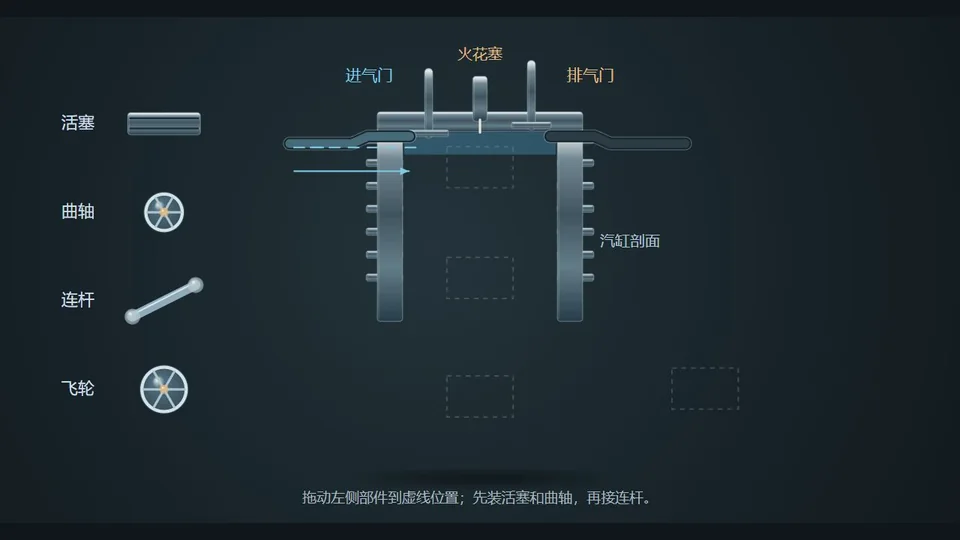 火花塞
进气门
排气门
活塞
曲轴
汽缸剖面
连杆
飞轮
拖动左侧部件到虚线位置；先装活塞和曲轴，再接连杆。